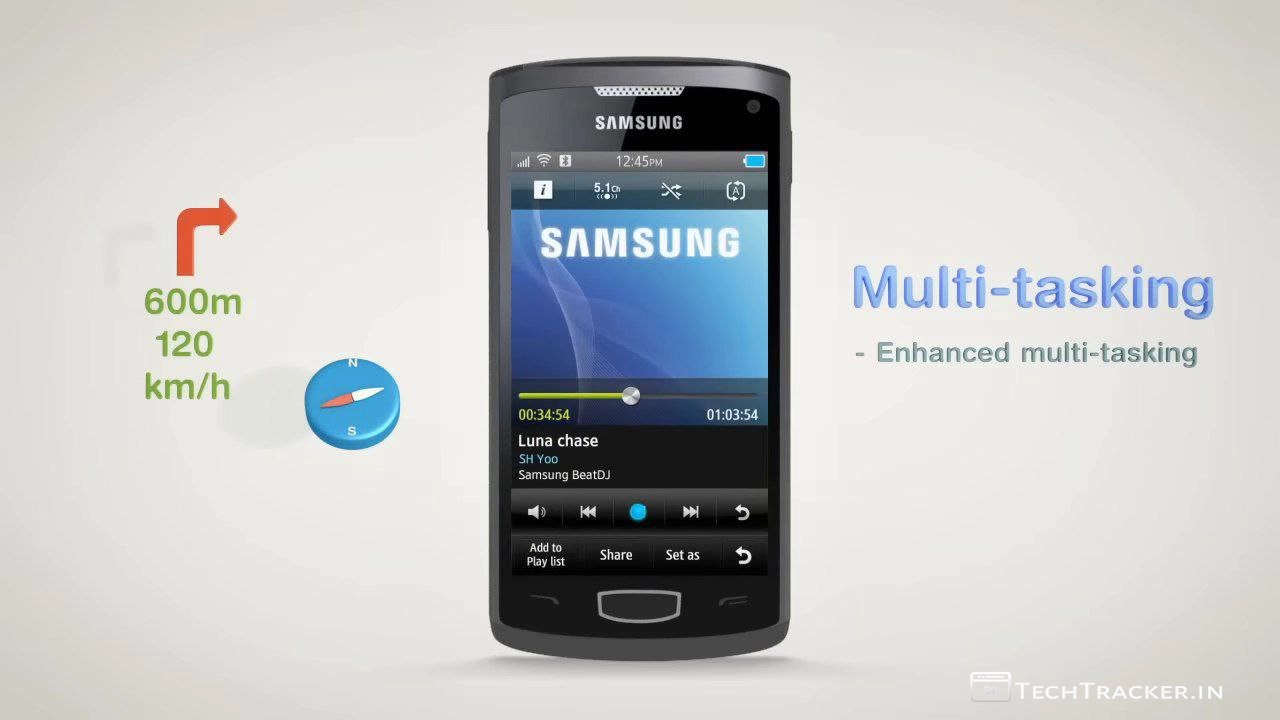 SAMSUNG
12:45PM
i
5.1Ch
A
SAMSUNG
00:34:54
01:03:54
Luna chase
SH Yoo
Samsung BeatDJ
Add to
Play list
Share
Set as
600m
120
km/h
N
S
Multi-tasking
- Enhanced multi-tasking
TECHTRACKER.IN